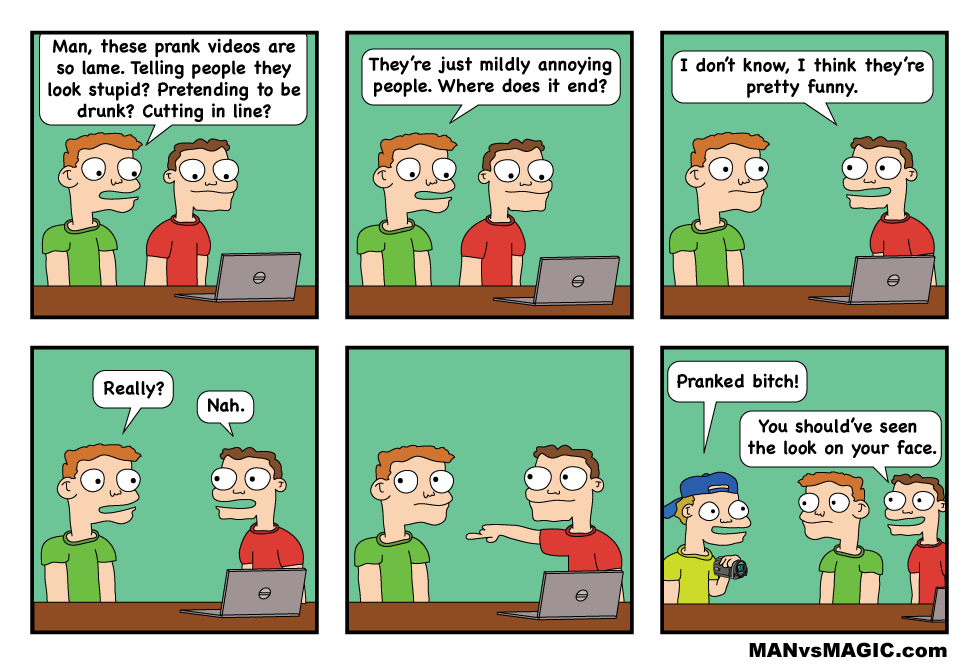 Man, these prank videos are
so lame. Telling people they
look stupid? Pretending to be
drunk? Cutting in line?
They're just mildly annoying
people. Where does it end?
I don't know, I think they're
pretty funny.
Really?
Nah.
Pranked bitch!
You should've seen
the look on your face.
MANvsMAGIC.com